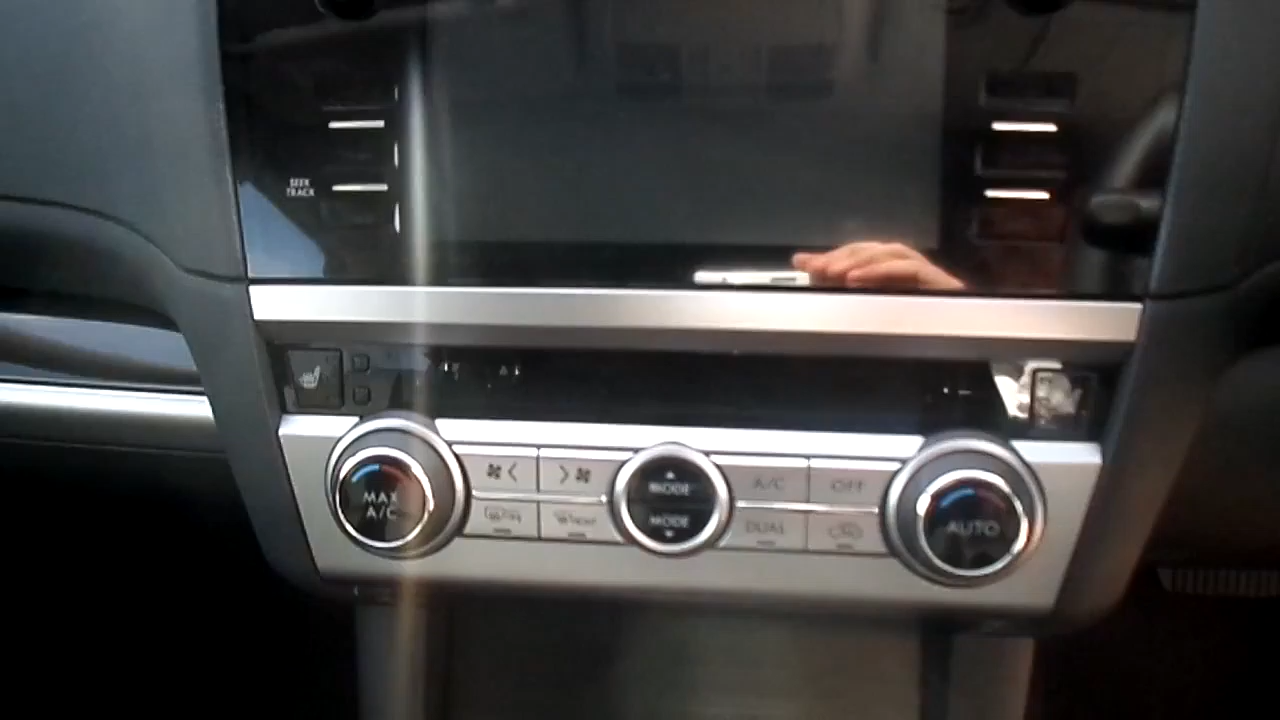 SEEK
TRACK
MAX
A/C
MODE
MODE
A/C
OFF
DUAL
AUTO